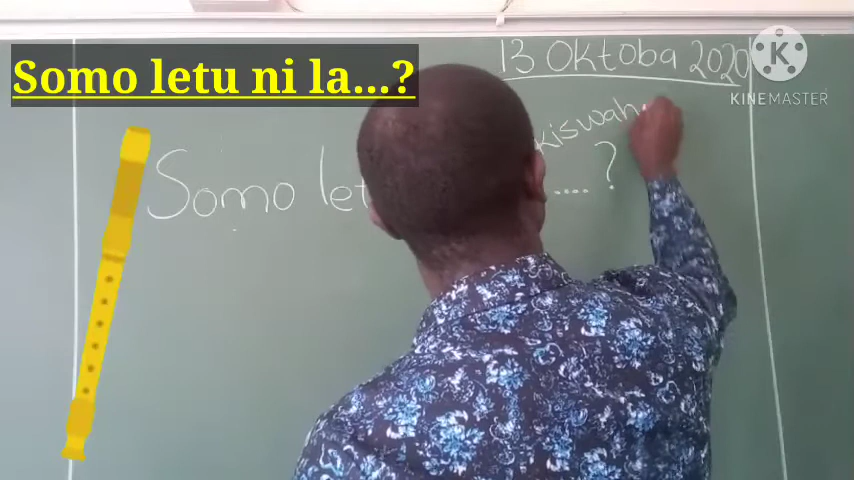 Somo letu ni la...?
13 Oktoba 2020
KINEMASTER
kiswah
Somo let ....?